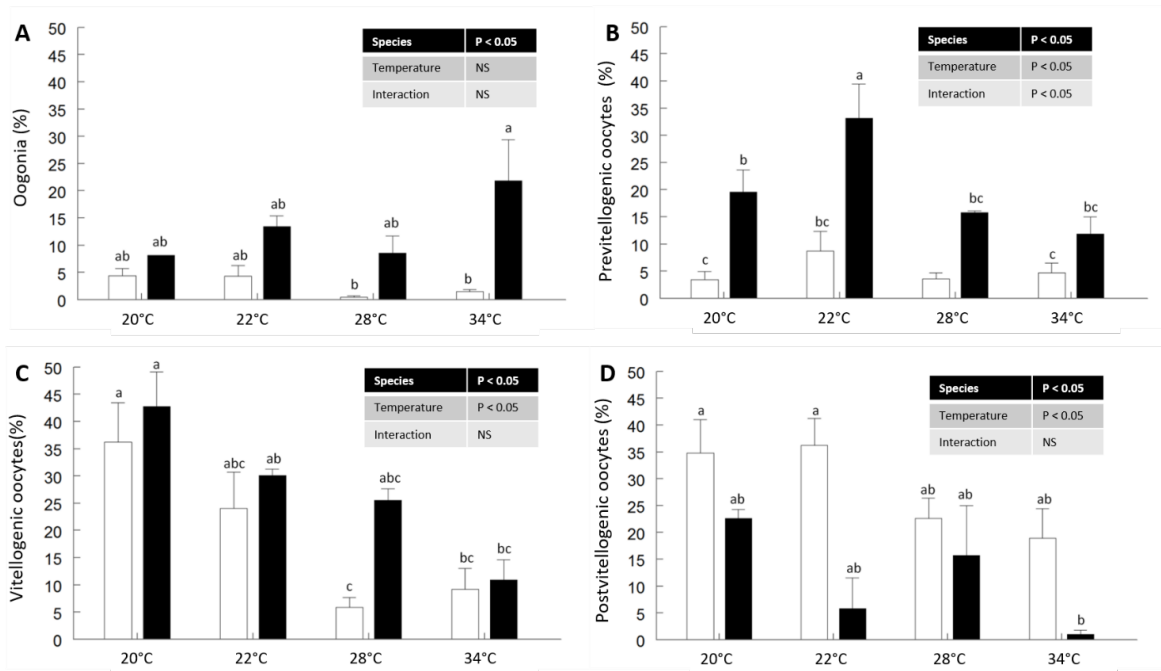 A
Oogonia (%)
50
45
40
35
30
25
20
15
10
5
0
Species P < 0.05
Temperature NS
Interaction NS
ab ab ab ab b ab b a
20°C 22°C 28°C 34°C
B
Previtellogenic oocytes (%)
50
45
40
35
30
25
20
15
10
5
0
Species P < 0.05
Temperature P < 0.05
Interaction P < 0.05
c b bc a bc c bc
20°C 22°C 28°C 34°C
C
Vitellogenic oocytes(%)
50
45
40
35
30
25
20
15
10
5
0
Species P < 0.05
Temperature P < 0.05
Interaction NS
a a abc ab c abc bc bc
20°C 22°C 28°C 34°C
D
Postvitellogenic oocytes (%)
50
45
40
35
30
25
20
15
10
5
0
Species P < 0.05
Temperature P < 0.05
Interaction NS
a ab a ab ab ab ab b
20°C 22°C 28°C 34°C